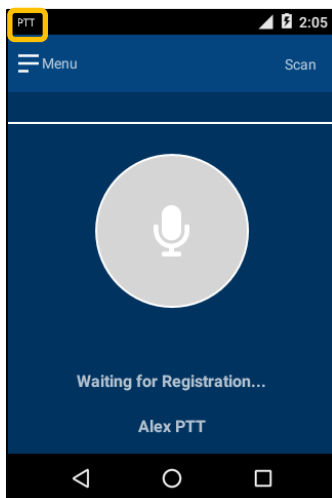 PTT 2:05
Menu Scan
Waiting for Registration...
Alex PTT